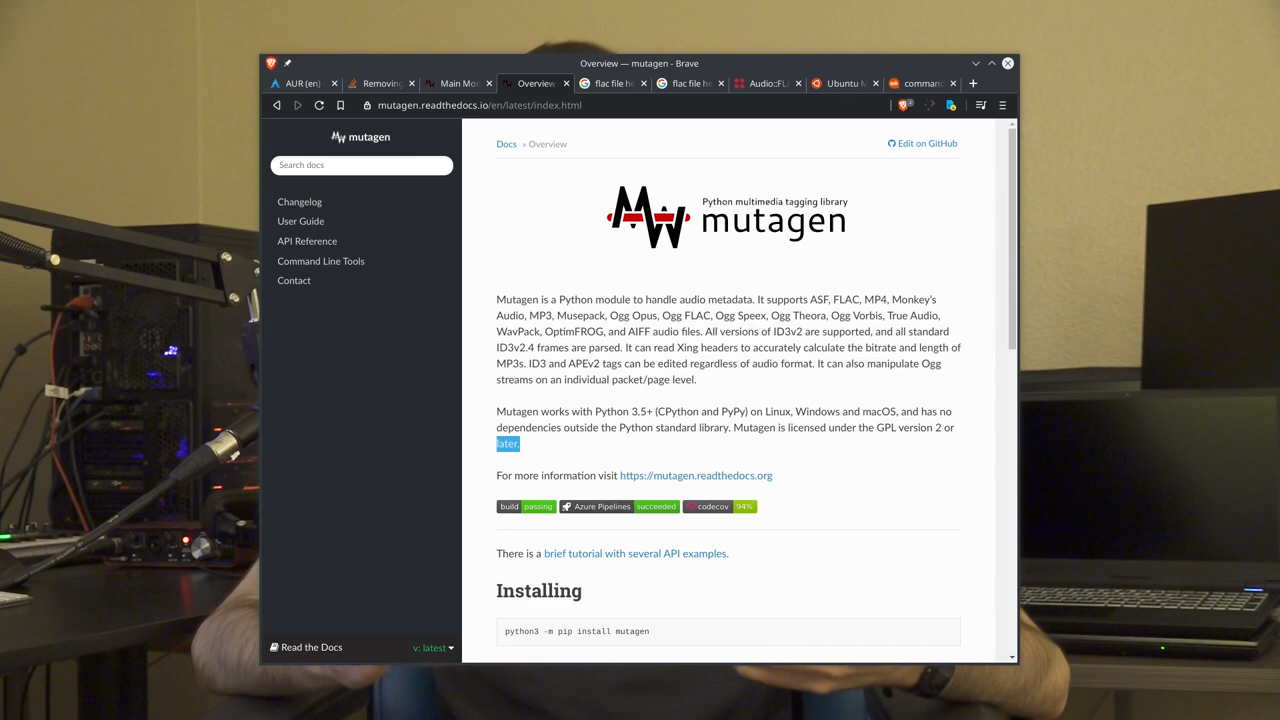 Overview — mutagen - Brave
AUR (en)
Removing
Main Mo
Overview
flac file he
flac file he
Audio::FL
Ubuntu M
comman
mutagen.readthedocs.io/en/latest/index.html
mutagen
Search docs
Changelog
User Guide
API Reference
Command Line Tools
Contact
Read the Docs
v: latest
Docs » Overview
Edit on GitHub
Python multimedia tagging library
mutagen
Mutagen is a Python module to handle audio metadata. It supports ASF, FLAC, MP4, Monkey’s
Audio, MP3, Musepack, Ogg Opus, Ogg FLAC, Ogg Speex, Ogg Theora, Ogg Vorbis, True Audio,
WavPack, OptimFROG, and AIFF audio files. All versions of ID3v2 are supported, and all standard
ID3v2.4 frames are parsed. It can read Xing headers to accurately calculate the bitrate and length of
MP3s. ID3 and APEv2 tags can be edited regardless of audio format. It can also manipulate Ogg
streams on an individual packet/page level.
Mutagen works with Python 3.5+ (CPython and PyPy) on Linux, Windows and macOS, and has no
dependencies outside the Python standard library. Mutagen is licensed under the GPL version 2 or
later.
For more information visit https://mutagen.readthedocs.org
build passing Azure Pipelines succeeded codecov 94%
There is a brief tutorial with several API examples.
Installing
python3 -m pip install mutagen